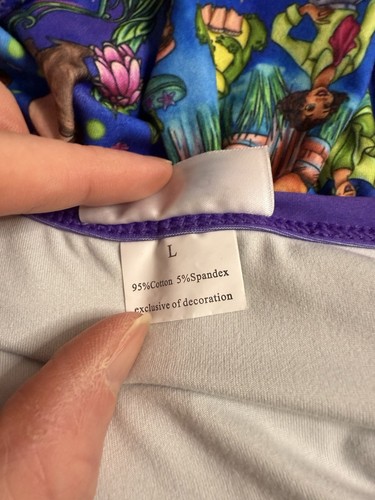 L
95%Cotton 5%Spandex
exclusive of decoration